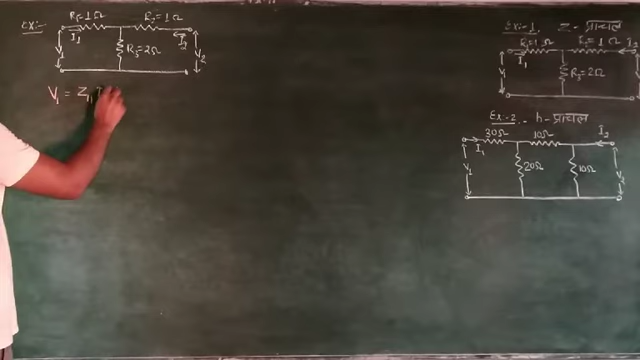 Ex:- R₁=1Ω R₂=1Ω
I₁ I₂
V₁ R₃=2Ω V₂
V₁ = Z₁₁
Ex:-1. Z- प्राचल
R₁=1Ω R₂=1Ω I₂
I₁
V₁ R₃=2Ω
Ex-2. :- h- प्राचल
30Ω 10Ω I₂
I₁
V₁ 20Ω 10Ω V₂